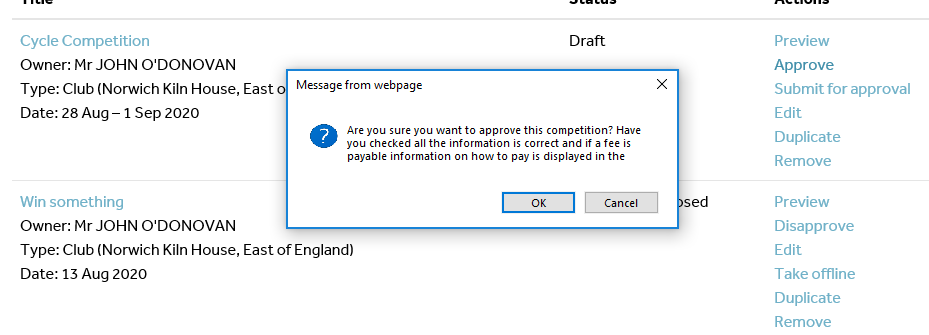 Title Status Actions
Cycle Competition Draft Preview
Owner: Mr JOHN O'DONOVAN Approve
Type: Club (Norwich Kiln House, East o Submit for approval
Date: 28 Aug – 1 Sep 2020 Edit
Duplicate
Remove
Message from webpage
Are you sure you want to approve this competition? Have
you checked all the information is correct and if a fee is
payable information on how to pay is displayed in the
OK Cancel
Win something osed Preview
Owner: Mr JOHN O'DONOVAN Disapprove
Type: Club (Norwich Kiln House, East of England) Edit
Date: 13 Aug 2020 Take offline
Duplicate
Remove